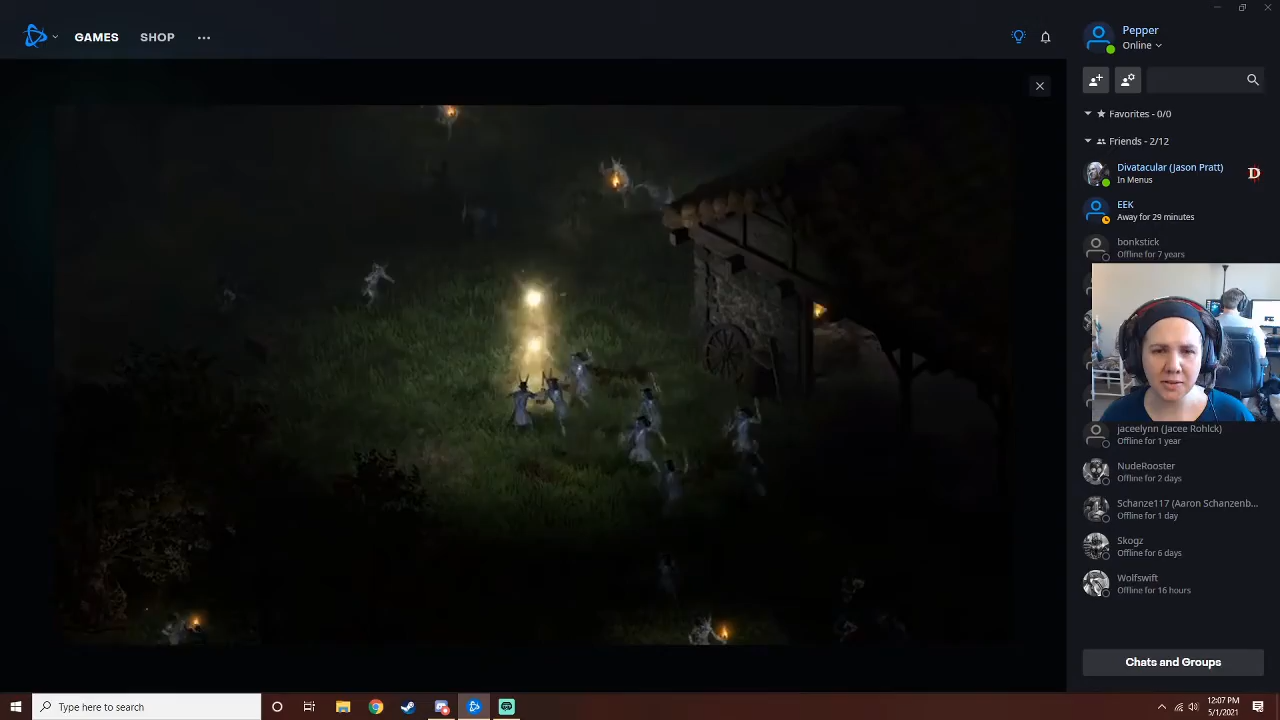 GAMES
SHOP
Pepper
Online
Favorites - 0/0
Friends - 2/12
Divatacular (Jason Pratt)
In Menus
EEK
Away for 29 minutes
bonkstick
Offline for 7 years
jaceelynn (Jacee Rohlck)
Offline for 1 year
NudeRooster
Offline for 2 days
Schanze117 (Aaron Schanzenb...
Offline for 1 day
Skogz
Offline for 6 days
Wolfswift
Offline for 16 hours
Chats and Groups
Type here to search
12:07 PM
5/1/2021